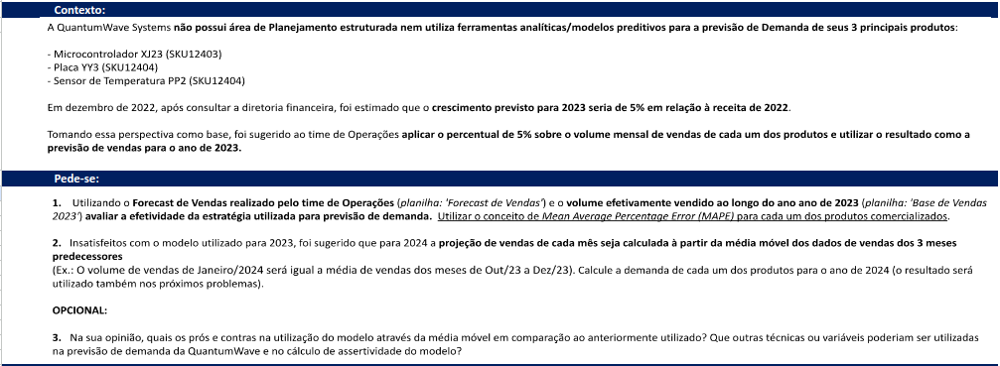 Contexto:
A QuantumWave Systems não possui área de Planejamento estruturada nem utiliza ferramentas analíticas/modelos preditivos para a previsão de Demanda de seus 3 principais produtos:
- Microcontrolador XJ23 (SKU12403)
- Placa YY3 (SKU12404)
- Sensor de Temperatura PP2 (SKU12404)
Em dezembro de 2022, após consultar a diretoria financeira, foi estimado que o crescimento previsto para 2023 seria de 5% em relação à receita de 2022.
Tomando essa perspectiva como base, foi sugerido ao time de Operações aplicar o percentual de 5% sobre o volume mensal de vendas de cada um dos produtos e utilizar o resultado como a
previsão de vendas para o ano de 2023.
Pede-se:
1. Utilizando o Forecast de Vendas realizado pelo time de Operações (planilha: 'Forecast de Vendas') e o volume efetivamente vendido ao longo do ano ano de 2023 (planilha: 'Base de Vendas
2023') avaliar a efetividade da estratégia utilizada para previsão de demanda. Utilizar o conceito de Mean Average Percentage Error (MAPE) para cada um dos produtos comercializados.
2. Insatisfeitos com o modelo utilizado para 2023, foi sugerido que para 2024 a projeção de vendas de cada mês seja calculada à partir da média móvel dos dados de vendas dos 3 meses
predecessores
(Ex.: O volume de vendas de Janeiro/2024 será igual a média de vendas dos meses de Out/23 a Dez/23). Calcule a demanda de cada um dos produtos para o ano de 2024 (o resultado será
utilizado também nos próximos problemas).
OPCIONAL:
3. Na sua opinião, quais os prós e contras na utilização do modelo através da média móvel em comparação ao anteriormente utilizado? Que outras técnicas ou variáveis poderiam ser utilizadas
na previsão de demanda da QuantumWave e no cálculo de assertividade do modelo?